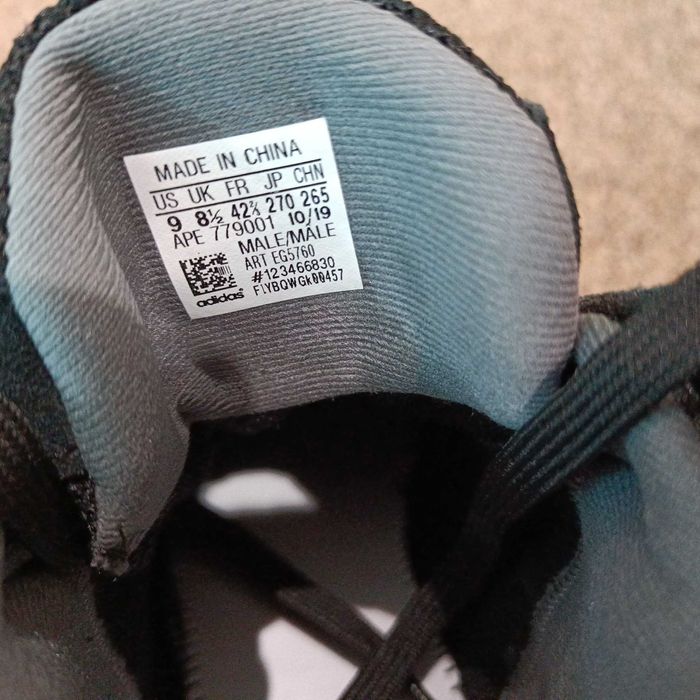 MADE IN CHINA
US UK FR JP CHN
9 8½ 42⅔ 270 265
APE 779001 10/19
MALE/MALE
ART EG5760
#123466830
adidas F1YBQWGK00457